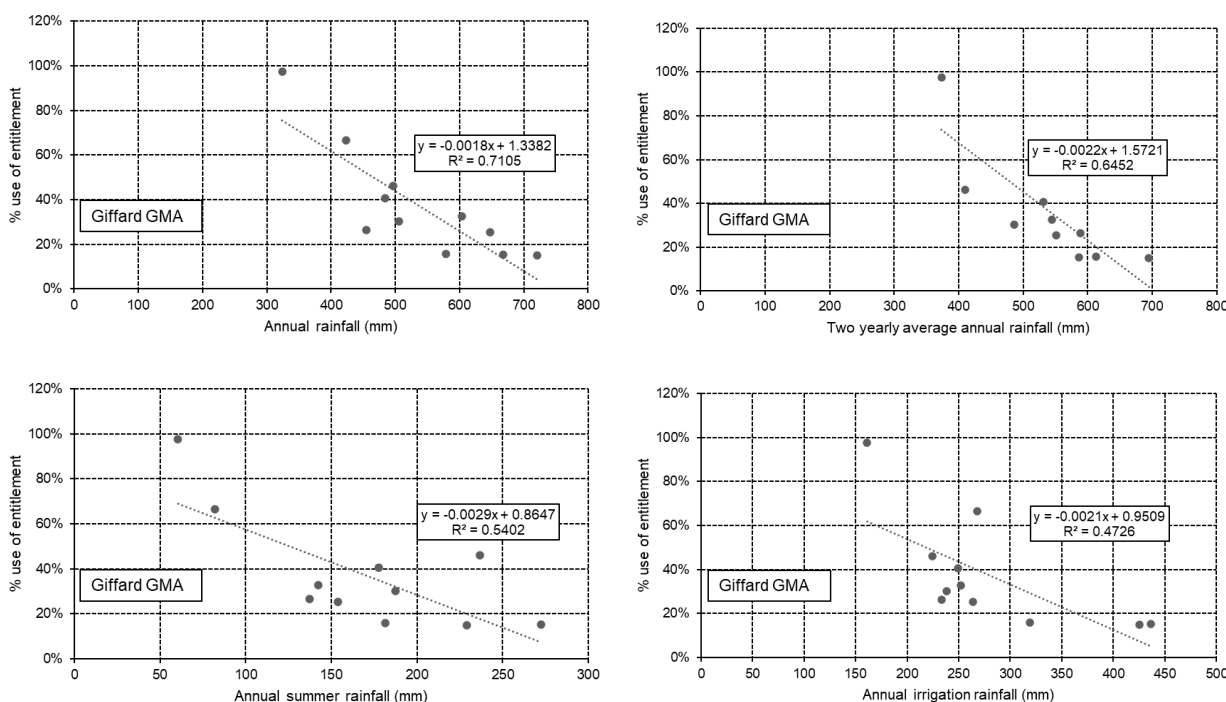 120%
100%
80%
60%
40%
20%
0%
% use of entitlement
y = -0.0018x + 1.3382
R² = 0.7105
Giffard GMA
0 100 200 300 400 500 600 700 800
Annual rainfall (mm)
120%
100%
80%
60%
40%
20%
0%
% use of entitlement
y = -0.0022x + 1.5721
R² = 0.6452
Giffard GMA
0 100 200 300 400 500 600 700 800
Two yearly average annual rainfall (mm)
120%
100%
80%
60%
40%
20%
0%
% use of entitlement
y = -0.0029x + 0.8647
R² = 0.5402
Giffard GMA
0 50 100 150 200 250 300
Annual summer rainfall (mm)
120%
100%
80%
60%
40%
20%
0%
% use of entitlement
y = -0.0021x + 0.9509
R² = 0.4726
Giffard GMA
0 50 100 150 200 250 300 350 400 450 500
Annual irrigation rainfall (mm)